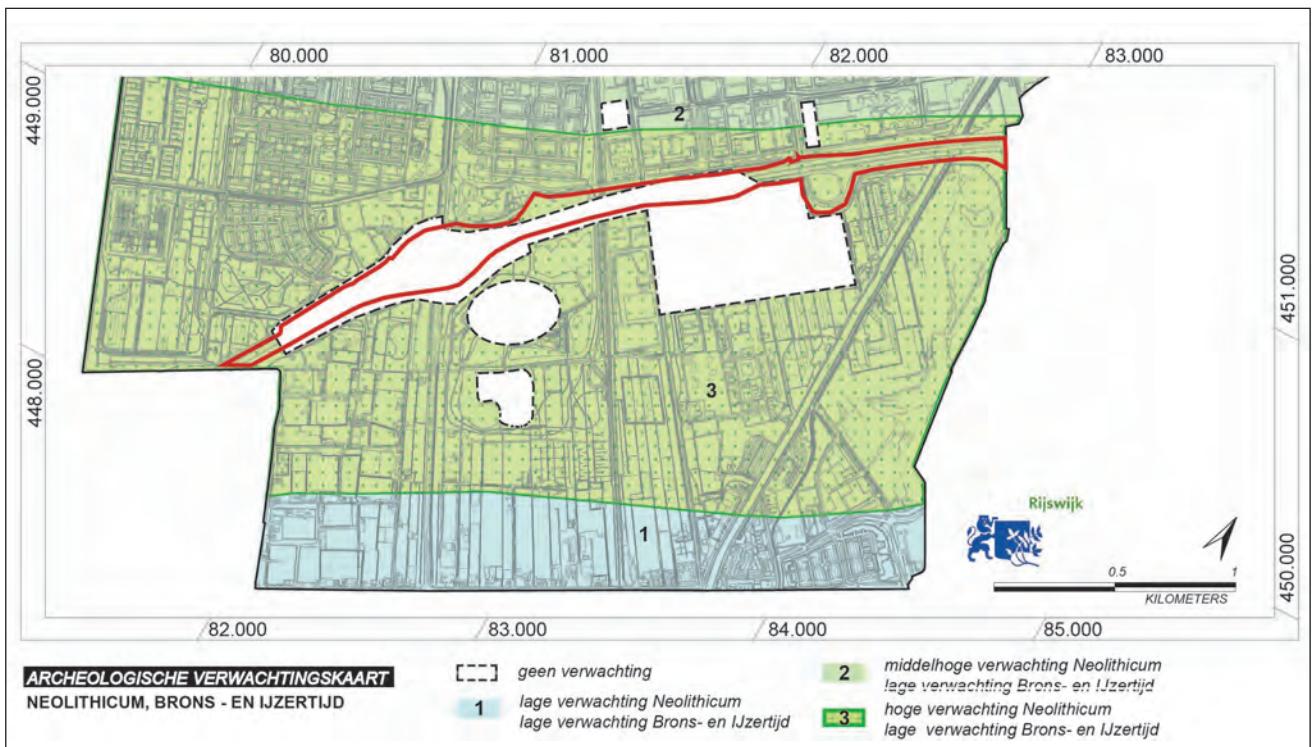 80.000 81.000 82.000 83.000
449.000
448.000
451.000
450.000
2
3
1
Rijswijk
0.5 1
KILOMETERS
82.000 83.000 84.000 85.000
ARCHEOLOGISCHE VERWACHTINGSKAART
NEOLITHICUM, BRONS - EN IJZERTIJD
geen verwachting
1
lage verwachting Neolithicum
lage verwachting Brons- en IJzertijd
2
middelhoge verwachting Neolithicum
lage verwachting Brons- en IJzertijd
3
hoge verwachting Neolithicum
lage verwachting Brons- en IJzertijd